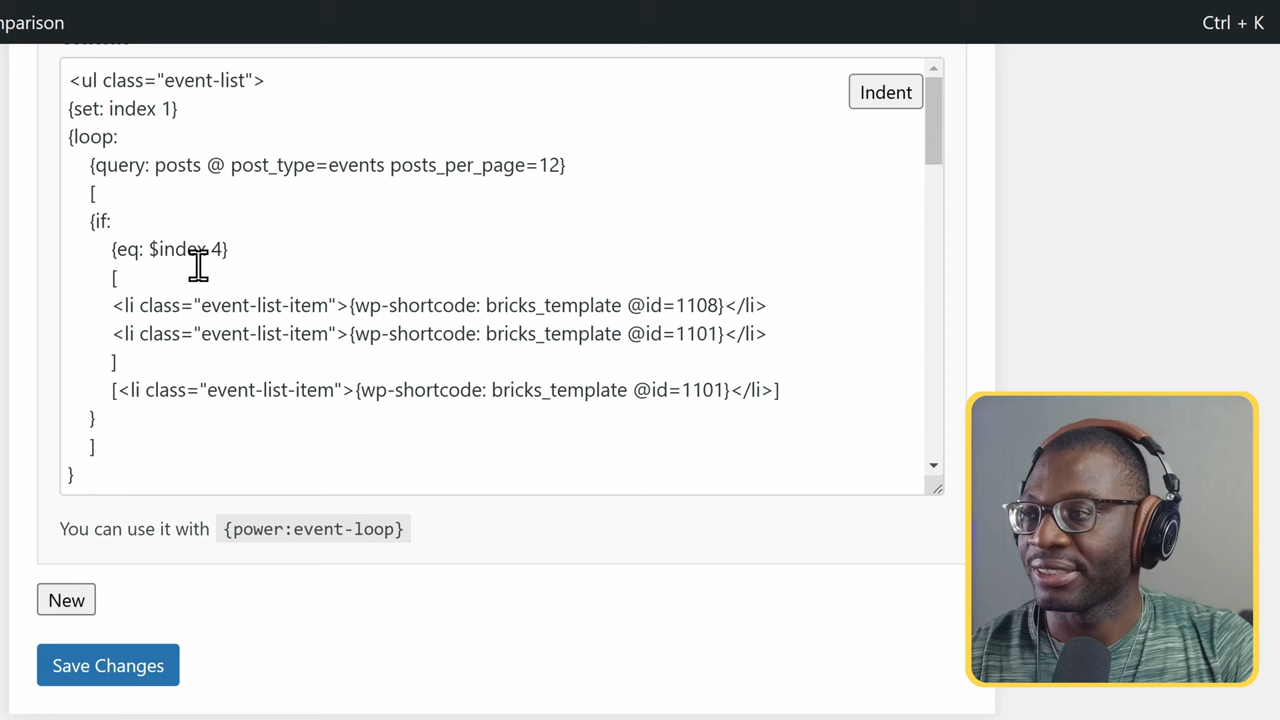 mparison
Ctrl + K
<ul class="event-list">
Indent
{set: index 1}
{loop:
{query: posts @ post_type=events posts_per_page=12}
[
{if:
{eq: $index 4}
[
<li class="event-list-item">{wp-shortcode: bricks_template @id=1108}</li>
<li class="event-list-item">{wp-shortcode: bricks_template @id=1101}</li>
]
[<li class="event-list-item">{wp-shortcode: bricks_template @id=1101}</li>]
}
]
}
You can use it with {power:event-loop}
New
Save Changes